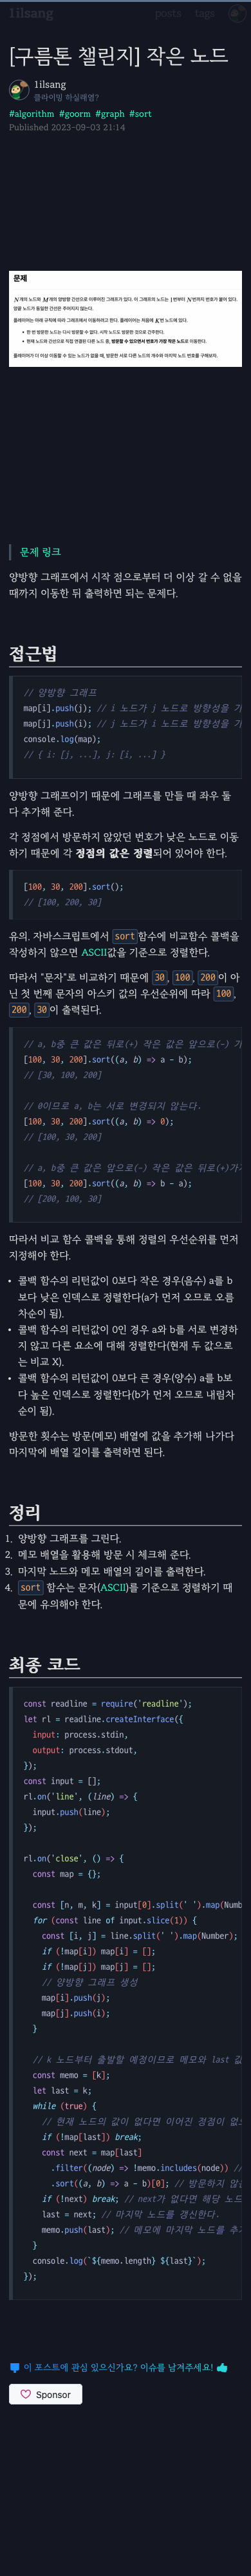 1ilsang
posts tags
[구름톤 챌린지] 작은 노드
1ilsang
클라이밍 하실래염?
#algorithm #goorm #graph #sort
Published 2023-09-03 21:14
문제
N개의 노드와 M개의 양방향 간선으로 이루어진 그래프가 있다. 이 그래프의 노드는 1번부터 N번까지 번호가 붙어 있다.
양끝 노드가 동일한 간선은 주어지지 않는다.
플레이어는 아래 규칙에 따라 그래프에서 이동하려고 한다. 플레이어는 처음에 K번 노드에 있다.
• 한 번 방문한 노드는 다시 방문할 수 없다. 시작 노드도 방문한 것으로 간주한다.
• 현재 노드와 간선으로 직접 연결된 다른 노드 중, 방문할 수 있으면서 번호가 가장 작은 노드로 이동한다.
플레이어가 더 이상 이동할 수 있는 노드가 없을 때, 방문한 서로 다른 노드의 개수와 마지막 노드 번호를 구해보자.
문제 링크
양방향 그래프에서 시작 점으로부터 더 이상 갈 수 없을
때까지 이동한 뒤 출력하면 되는 문제다.
접근법
// 양방향 그래프
map[i].push(j); // i 노드가 j 노드로 방향성을 가
map[j].push(i); // j 노드가 i 노드로 방향성을 가
console.log(map);
// { i: [j, ...], j: [i, ...] }
양방향 그래프이기 때문에 그래프를 만들 때 좌우 둘
다 추가해 준다.
각 정점에서 방문하지 않았던 번호가 낮은 노드로 이동
하기 때문에 각 정점의 값은 정렬되어 있어야 한다.
[100, 30, 200].sort();
// [100, 200, 30]
유의. 자바스크립트에서 sort함수에 비교함수 콜백을
작성하지 않으면 ASCII값을 기준으로 정렬한다.
따라서 "문자"로 비교하기 때문에 30, 100, 200이 아
닌 첫 번째 문자의 아스키 값의 우선순위에 따라 100,
200, 30이 출력된다.
// a, b중 큰 값은 뒤로(+) 작은 값은 앞으로(-) 가
[100, 30, 200].sort((a, b) => a - b);
// [30, 100, 200]
// 0이므로 a, b는 서로 변경되지 않는다.
[100, 30, 200].sort((a, b) => 0);
// [100, 30, 200]
// a, b중 큰 값은 앞으로(-) 작은 값은 뒤로(+)가
[100, 30, 200].sort((a, b) => b - a);
// [200, 100, 30]
따라서 비교 함수 콜백을 통해 정렬의 우선순위를 먼저
지정해야 한다.
• 콜백 함수의 리턴값이 0보다 작은 경우(음수) a를 b
보다 낮은 인덱스로 정렬한다(a가 먼저 오므로 오름
차순이 됨).
• 콜백 함수의 리턴값이 0인 경우 a와 b를 서로 변경하
지 않고 다른 요소에 대해 정렬한다(현재 두 값으로
는 비교 X).
• 콜백 함수의 리턴값이 0보다 큰 경우(양수) a를 b보
다 높은 인덱스로 정렬한다(b가 먼저 오므로 내림차
순이 됨).
방문한 횟수는 방문(메모) 배열에 값을 추가해 나가다
마지막에 배열 길이를 출력하면 된다.
정리
1. 양방향 그래프를 그린다.
2. 메모 배열을 활용해 방문 시 체크해 준다.
3. 마지막 노드와 메모 배열의 길이를 출력한다.
4. sort 함수는 문자(ASCII)를 기준으로 정렬하기 때
문에 유의해야 한다.
최종 코드
const readline = require('readline');
let rl = readline.createInterface({
input: process.stdin,
output: process.stdout,
});
const input = [];
rl.on('line', (line) => {
input.push(line);
});
rl.on('close', () => {
const map = {};
const [n, m, k] = input[0].split(' ').map(Numb
for (const line of input.slice(1)) {
const [i, j] = line.split(' ').map(Number);
if (!map[i]) map[i] = [];
if (!map[j]) map[j] = [];
// 양방향 그래프 생성
map[i].push(j);
map[j].push(i);
}
// k 노드부터 출발할 예정이므로 메모와 last 값
const memo = [k];
let last = k;
while (true) {
// 현재 노드의 값이 없다면 이어진 정점이 없으
if (!map[last]) break;
const next = map[last]
.filter((node) => !memo.includes(node)) //
.sort((a, b) => a - b)[0]; // 방문하지 않은
if (!next) break; // next가 없다면 해당 노드
last = next; // 마지막 노드를 갱신한다.
memo.push(last); // 메모에 마지막 노드를 추가
}
console.log(`${memo.length} ${last}`);
});
이 포스트에 관심 있으신가요? 이슈를 남겨주세요!
Sponsor